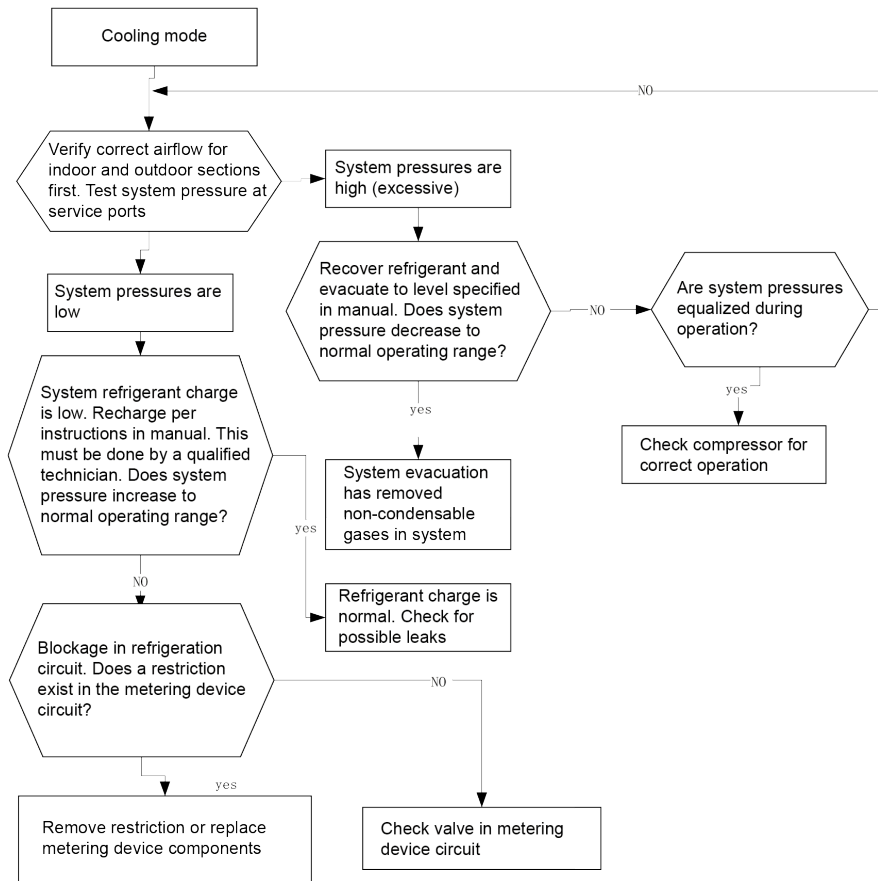 Cooling mode
NO
Verify correct airflow for
indoor and outdoor sections
first. Test system pressure at
service ports
System pressures are
high (excessive)
System pressures are
low
Recover refrigerant and
evacuate to level specified
in manual. Does system
pressure decrease to
normal operating range?
NO
Are system pressures
equalized during
operation?
yes
Check compressor for
correct operation
yes
System evacuation
has removed
non-condensable
gases in system
System refrigerant charge
is low. Recharge per
instructions in manual. This
must be done by a qualified
technician. Does system
pressure increase to
normal operating range?
yes
Refrigerant charge is
normal. Check for
possible leaks
NO
Blockage in refrigeration
circuit. Does a restriction
exist in the metering device
circuit?
NO
yes
Remove restriction or replace
metering device components
Check valve in metering
device circuit